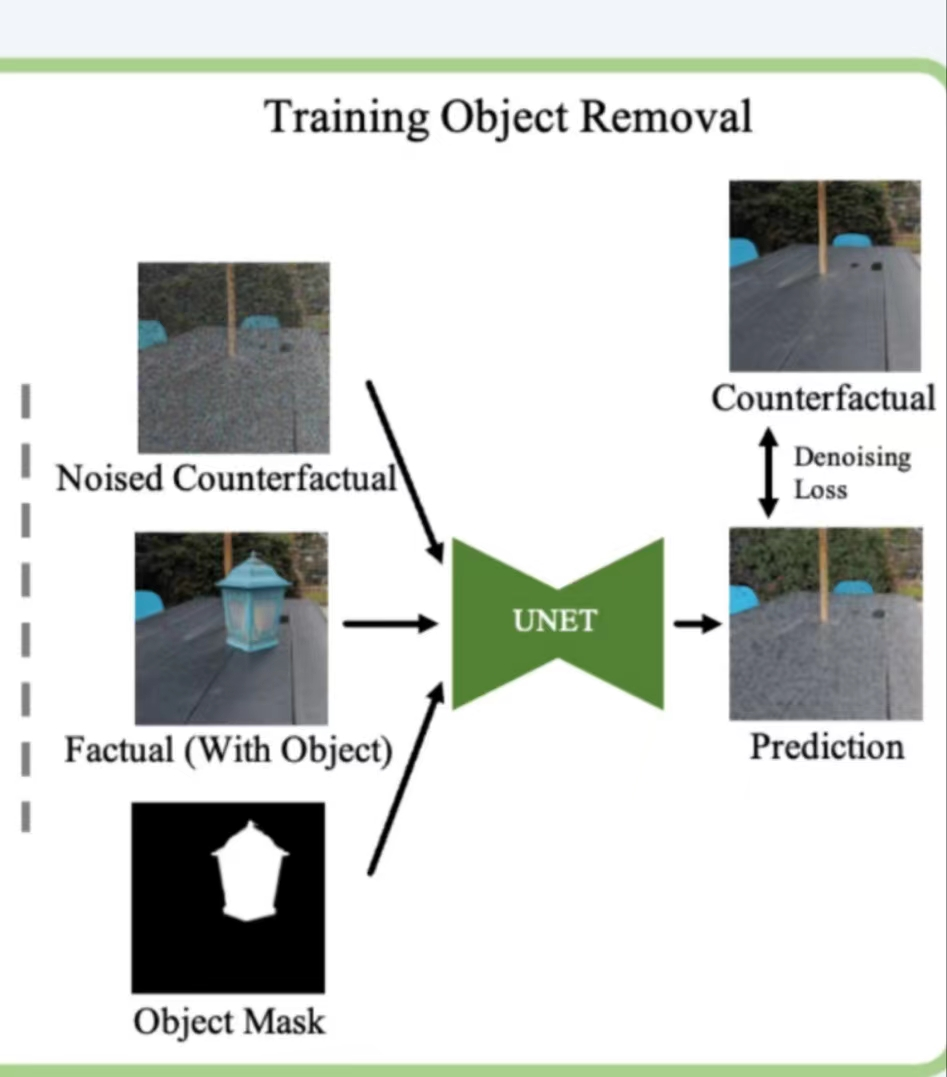 Training Object Removal
Noised Counterfactual
Factual (With Object)
Object Mask
UNET
Counterfactual
Denoising
Loss
Prediction